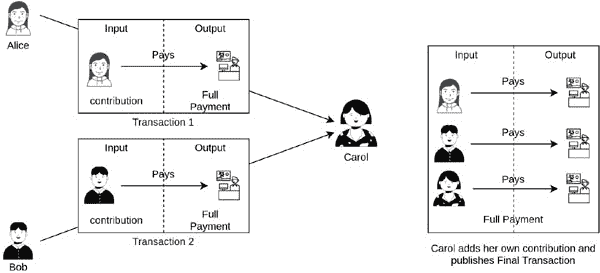 Alice
Input Output
Pays
contribution
Full
Payment
Transaction 1
Input Output
Pays
contribution
Full
Payment
Transaction 2
Bob
Carol
Input Output
Pays
Pays
Pays
Full Payment
Carol adds her own contribution and
publishes Final Transaction